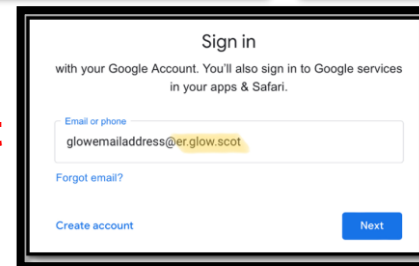 Sign in
with your Google Account. You'll also sign in to Google services
in your apps & Safari.
Email or phone
glowemailaddress@er.glow.scot
Forgot email?
Create account
Next